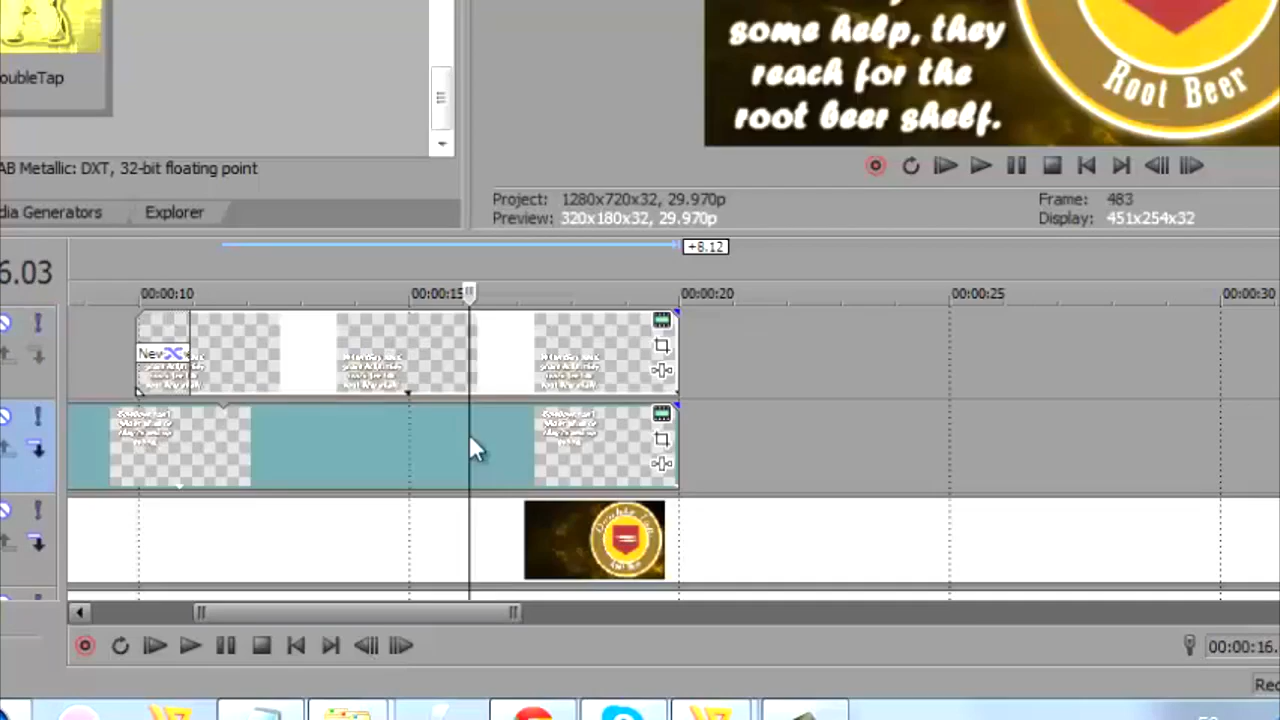 some help, they
reach for the
root beer shelf.
Root Beer
oubleTap
AB Metallic: DXT, 32-bit floating point
dia Generators
Explorer
Project: 1280x720x32, 29.970p
Preview: 320x180x32, 29.970p
Frame: 483
Display: 451x254x32
+8.12
6.03
00:00:10
00:00:15
00:00:20
00:00:25
00:00:30
New
Double Tap
00:00:16.
Rec